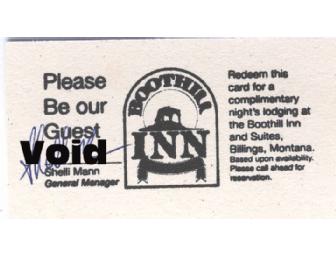 Please
Be our
Guest
Void
Shelli Mann
General Manager
BOOTHILL
INN
Redeem this
card for a
complimentary
night's lodging at
the Boothill Inn
and Suites,
Billings, Montana.
Based upon availability.
Please call ahead for
reservation.